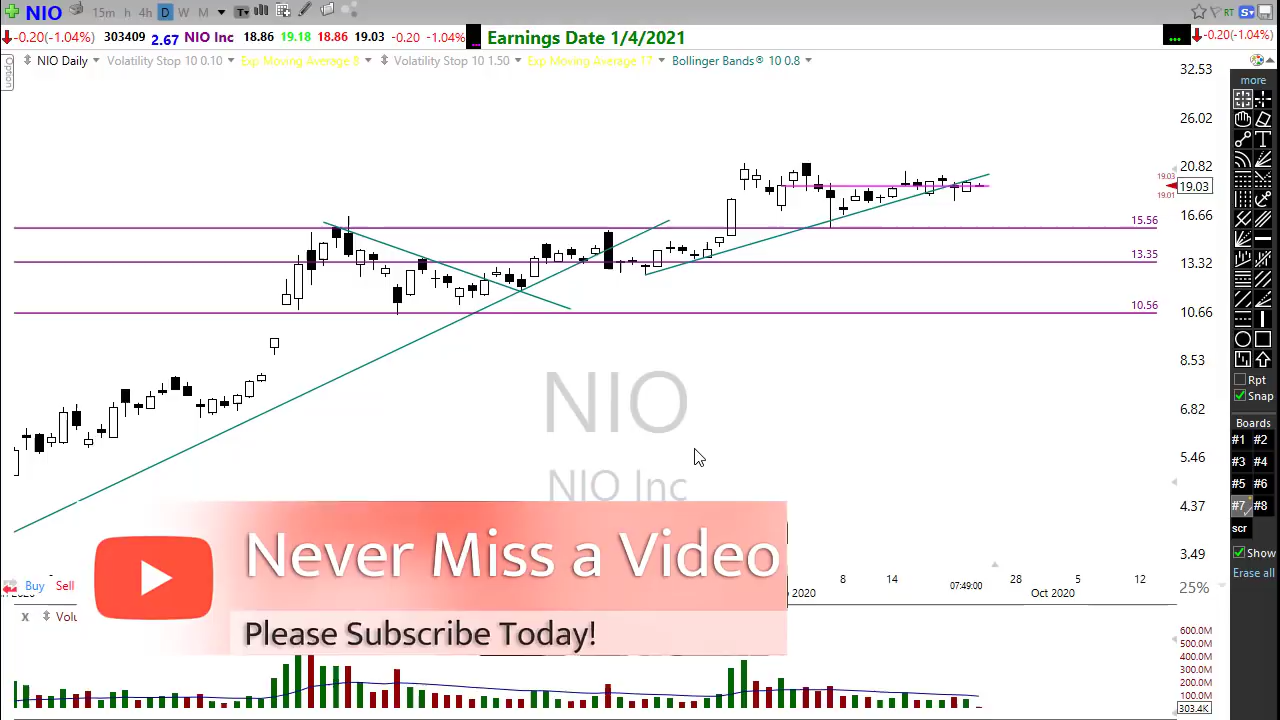 NIO 15m h 4h D W M T RT S
-0.20(-1.04%) 303409 2.67 NIO Inc 18.86 19.18 18.86 19.03 -0.20 -1.04% ... Earnings Date 1/4/2021 ... -0.20(-1.04%)
Option
NIO Daily Volatility Stop 10 0.10 Exp Moving Average 8 Volatility Stop 10 1.50 Exp Moving Average 17 Bollinger Bands® 10 0.8
32.53
more
26.02
20.82
19.03
19.03
19.01
16.66
15.56
13.35
13.32
10.56
10.66
8.53
6.82
5.46
4.37
3.49
25%
NIO
NIO Inc
Rpt
Snap
Boards
#1 #2
#3 #4
#5 #6
#7 #8
scr
Show
Erase all
Never Miss a Video
Please Subscribe Today!
Buy Sell
8 14 07:49:00 28 5 12
2020 Oct 2020
x Volu
600.0M
400.0M
300.0M
200.0M
100.0M
303.4K